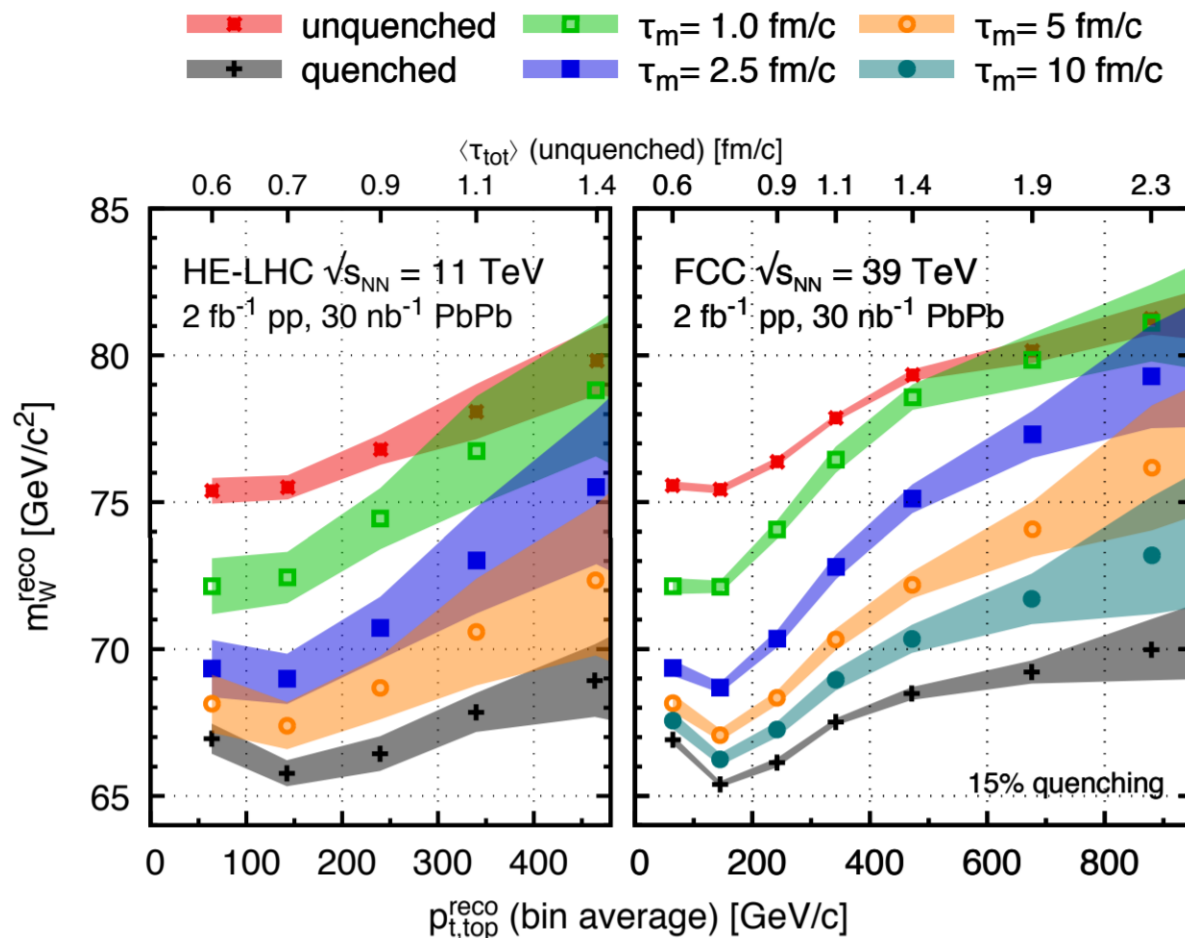 unquenched τm= 1.0 fm/c τm= 5 fm/c
quenched τm= 2.5 fm/c τm= 10 fm/c
⟨τtot⟩ (unquenched) [fm/c]
0.6 0.7 0.9 1.1 1.4 0.6 0.9 1.1 1.4 1.9 2.3
85
HE-LHC √sNN = 11 TeV
2 fb⁻¹ pp, 30 nb⁻¹ PbPb
FCC √sNN = 39 TeV
2 fb⁻¹ pp, 30 nb⁻¹ PbPb
80
75
70
65
mWreco [GeV/c²]
15% quenching
0 100 200 300 400 0 200 400 600 800
pt,topreco (bin average) [GeV/c]